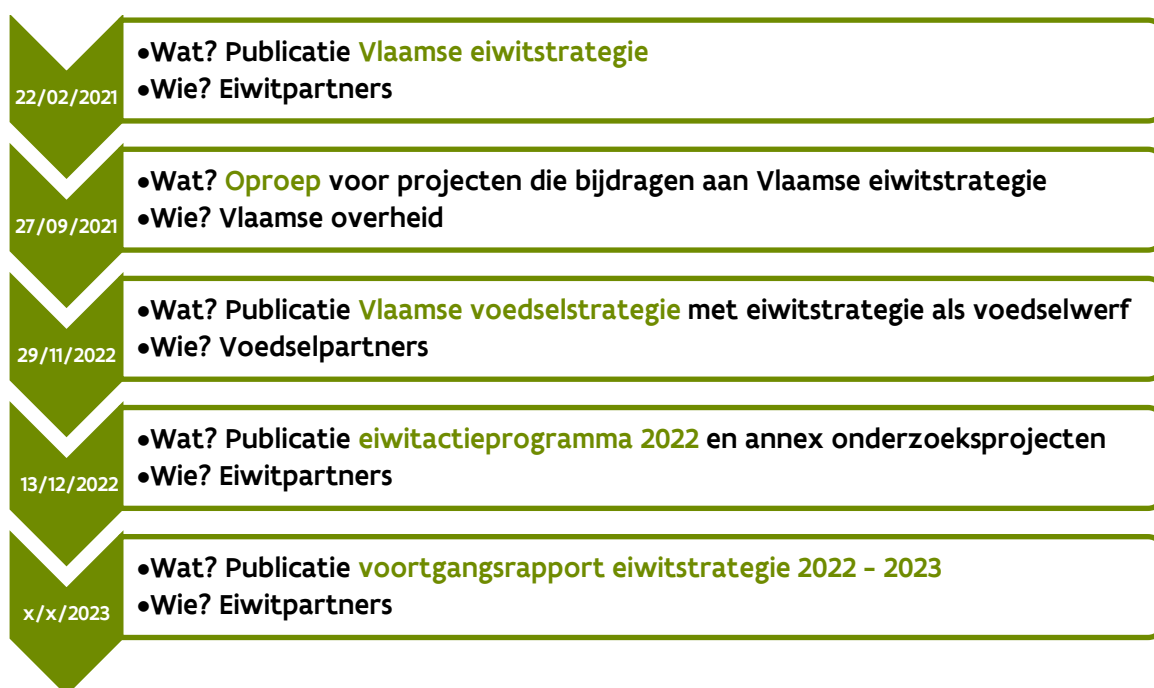 22/02/2021
•Wat? Publicatie Vlaamse eiwitstrategie
•Wie? Eiwitpartners
27/09/2021
•Wat? Oproep voor projecten die bijdragen aan Vlaamse eiwitstrategie
•Wie? Vlaamse overheid
29/11/2022
•Wat? Publicatie Vlaamse voedselstrategie met eiwitstrategie als voedselwerf
•Wie? Voedselpartners
13/12/2022
•Wat? Publicatie eiwitactieprogramma 2022 en annex onderzoeksprojecten
•Wie? Eiwitpartners
x/x/2023
•Wat? Publicatie voortgangsrapport eiwitstrategie 2022 - 2023
•Wie? Eiwitpartners